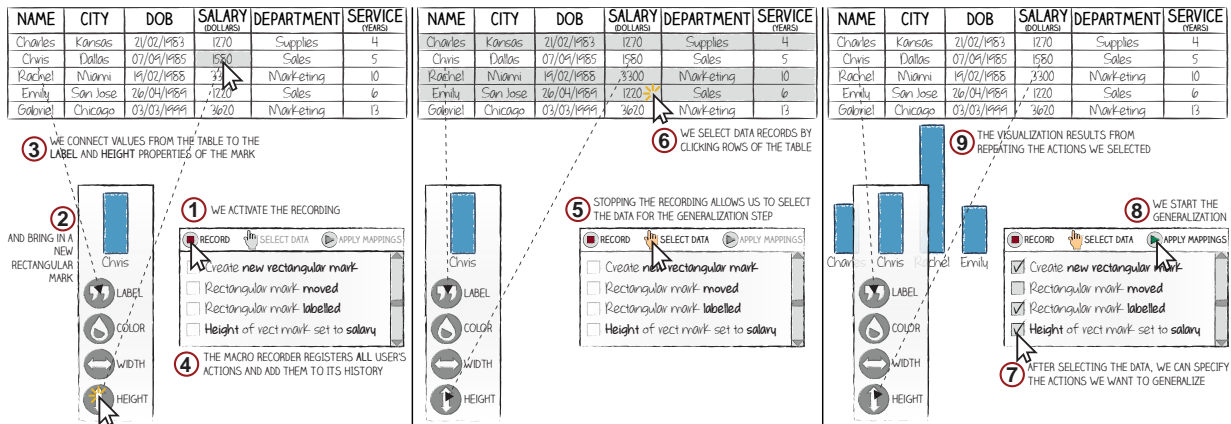 NAME CITY DOB SALARY (DOLLARS) DEPARTMENT SERVICE (YEARS)
Charles Kansas 21/02/1983 1270 Supplies 4
Chris Dallas 07/09/1985 1580 Sales 5
Rachel Miami 19/02/1988 3300 Marketing 10
Emily San Jose 26/04/1989 1220 Sales 6
Gabriel Chicago 03/03/1999 3620 Marketing 13
3 WE CONNECT VALUES FROM THE TABLE TO THE
LABEL AND HEIGHT PROPERTIES OF THE MARK
2
AND BRING IN A
NEW
RECTANGULAR
MARK
Chris
LABEL
COLOR
WIDTH
HEIGHT
1 WE ACTIVATE THE RECORDING
RECORD SELECT DATA APPLY MAPPINGS
Create new rectangular mark
Rectangular mark moved
Rectangular mark labelled
Height of rect mark set to salary
4 THE MACRO RECORDER REGISTERS ALL USER'S
ACTIONS AND ADD THEM TO ITS HISTORY
NAME CITY DOB SALARY (DOLLARS) DEPARTMENT SERVICE (YEARS)
Charles Kansas 21/02/1983 1270 Supplies 4
Chris Dallas 07/09/1985 1580 Sales 5
Rachel Miami 19/02/1988 3300 Marketing 10
Emily San Jose 26/04/1989 1220 Sales 6
Gabriel Chicago 03/03/1999 3620 Marketing 13
6 WE SELECT DATA RECORDS BY
CLICKING ROWS OF THE TABLE
Chris
LABEL
COLOR
WIDTH
HEIGHT
5 STOPPING THE RECORDING ALLOWS US TO SELECT
THE DATA FOR THE GENERALIZATION STEP
RECORD SELECT DATA APPLY MAPPINGS
Create new rectangular mark
Rectangular mark moved
Rectangular mark labelled
Height of rect mark set to salary
NAME CITY DOB SALARY (DOLLARS) DEPARTMENT SERVICE (YEARS)
Charles Kansas 21/02/1983 1270 Supplies 4
Chris Dallas 07/09/1985 1580 Sales 5
Rachel Miami 19/02/1988 3300 Marketing 10
Emily San Jose 26/04/1989 1220 Sales 6
Gabriel Chicago 03/03/1999 3620 Marketing 13
9 THE VISUALIZATION RESULTS FROM
REPEATING THE ACTIONS WE SELECTED
Charles Chris Rachel Emily
LABEL
COLOR
WIDTH
HEIGHT
8 WE START THE
GENERALIZATION
RECORD SELECT DATA APPLY MAPPINGS
Create new rectangular mark
Rectangular mark moved
Rectangular mark labelled
Height of rect mark set to salary
7 AFTER SELECTING THE DATA, WE CAN SPECIFY
THE ACTIONS WE WANT TO GENERALIZE